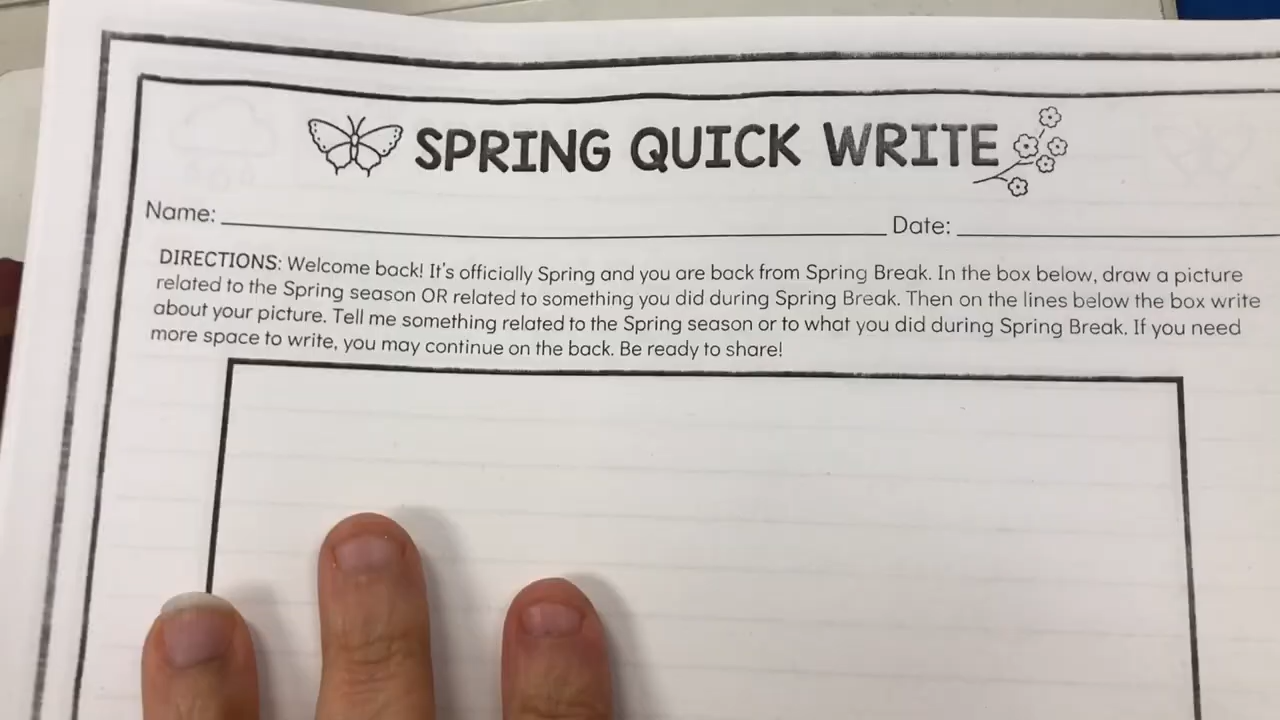 SPRING QUICK WRITE
Name: Date:
DIRECTIONS: Welcome back! It's officially Spring and you are back from Spring Break. In the box below, draw a picture
related to the Spring season OR related to something you did during Spring Break. Then on the lines below the box write
about your picture. Tell me something related to the Spring season or to what you did during Spring Break. If you need
more space to write, you may continue on the back. Be ready to share!